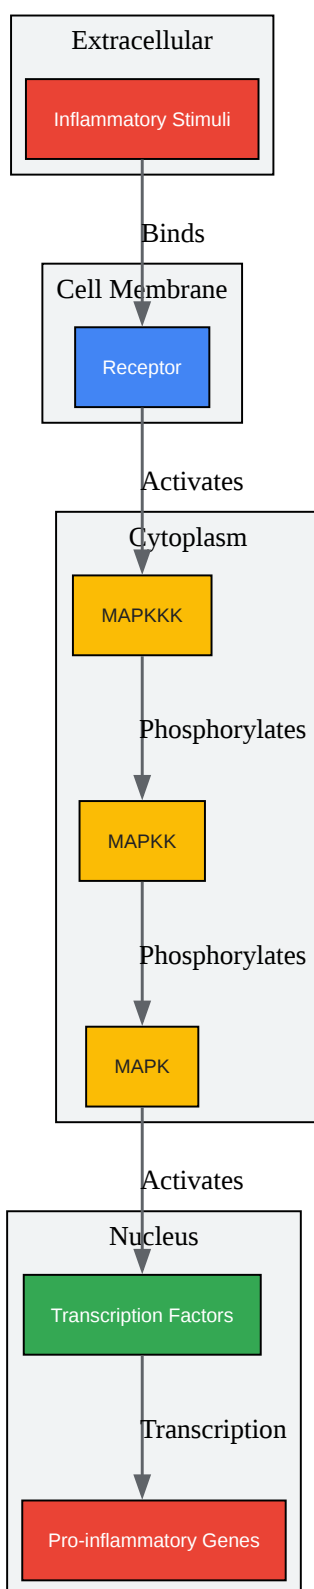 Extracellular
Inflammatory Stimuli
Binds
Cell Membrane
Receptor
Activates
Cytoplasm
MAPKKK
Phosphorylates
MAPKK
Phosphorylates
MAPK
Activates
Nucleus
Transcription Factors
Transcription
Pro-inflammatory Genes